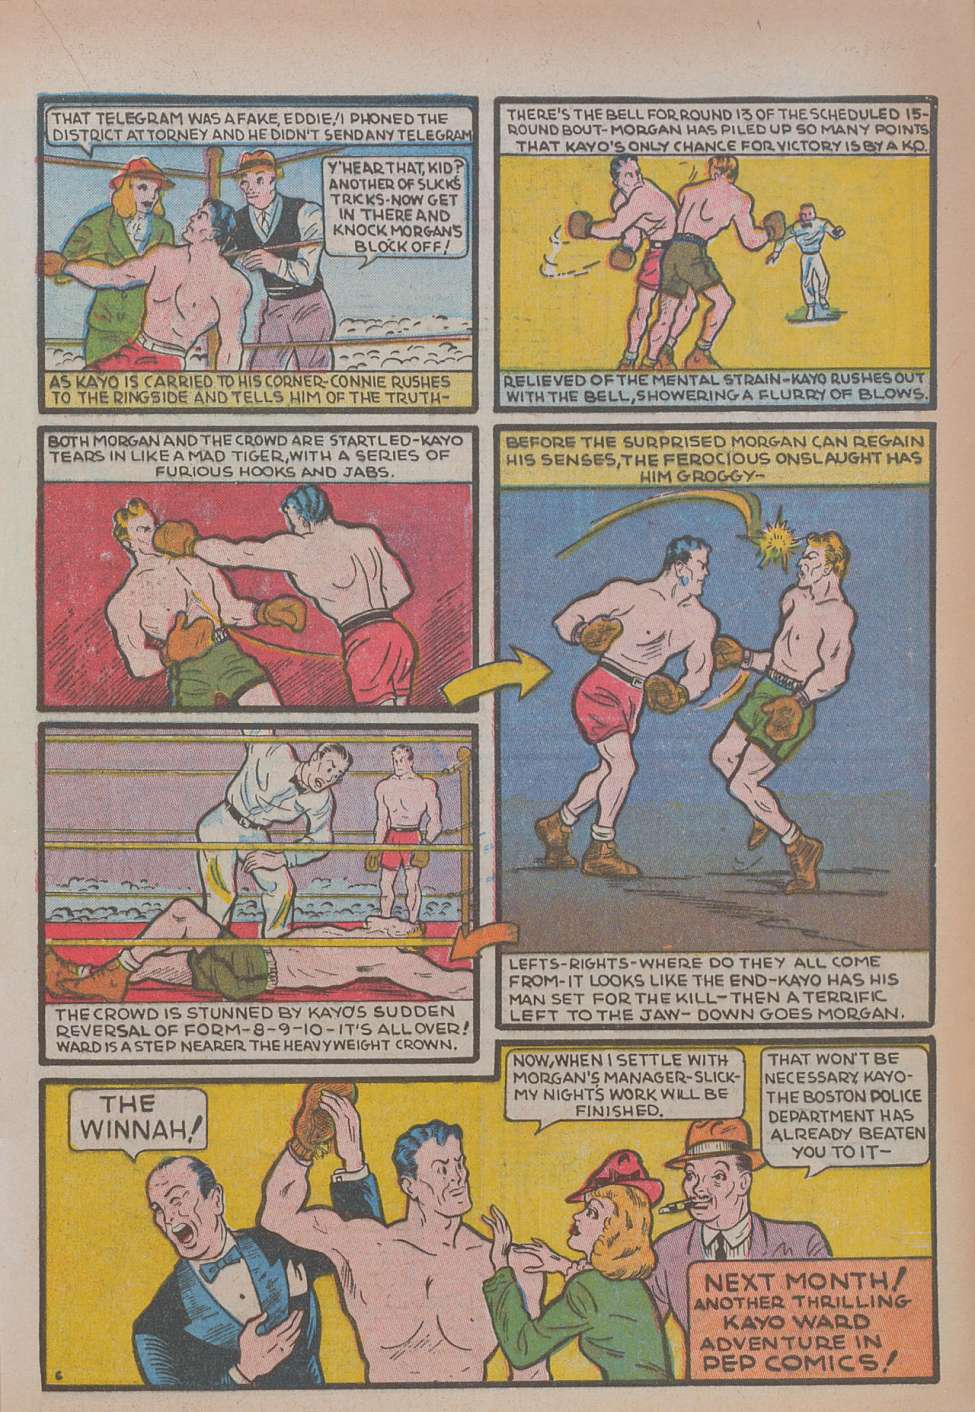 THAT TELEGRAM WAS A FAKE, EDDIE! I PHONED THE
DISTRICT ATTORNEY AND HE DIDN'T SEND ANY TELEGRAM
Y'HEAR THAT, KID?
ANOTHER OF SLICK'S
TRICKS-NOW GET
IN THERE AND
KNOCK MORGAN'S
BLOCK OFF!
AS KAYO IS CARRIED TO HIS CORNER-CONNIE RUSHES
TO THE RINGSIDE AND TELLS HIM OF THE TRUTH-
THERE'S THE BELL FOR ROUND 13 OF THE SCHEDULED 15-
ROUND BOUT-MORGAN HAS PILED UP SO MANY POINTS
THAT KAYO'S ONLY CHANCE FOR VICTORY IS BY A K.O.
RELIEVED OF THE MENTAL STRAIN-KAYO RUSHES OUT
WITH THE BELL, SHOWERING A FLURRY OF BLOWS.
BOTH MORGAN AND THE CROWD ARE STARTLED-KAYO
TEARS IN LIKE A MAD TIGER, WITH A SERIES OF
FURIOUS HOOKS AND JABS.
BEFORE THE SURPRISED MORGAN CAN REGAIN
HIS SENSES, THE FEROCIOUS ONSLAUGHT HAS
HIM GROGGY-
LEFTS-RIGHTS-WHERE DO THEY ALL COME
FROM-IT LOOKS LIKE THE END-KAYO HAS HIS
MAN SET FOR THE KILL-THEN A TERRIFIC
LEFT TO THE JAW-DOWN GOES MORGAN.
THE CROWD IS STUNNED BY KAYO'S SUDDEN
REVERSAL OF FORM-8-9-10-IT'S ALL OVER!
WARD IS A STEP NEARER THE HEAVYWEIGHT CROWN.
THE
WINNAH!
NOW, WHEN I SETTLE WITH
MORGAN'S MANAGER-SLICK-
MY NIGHT'S WORK WILL BE
FINISHED.
THAT WON'T BE
NECESSARY, KAYO-
THE BOSTON POLICE
DEPARTMENT HAS
ALREADY BEATEN
YOU TO IT-
NEXT MONTH!
ANOTHER THRILLING
KAYO WARD
ADVENTURE IN
PEP COMICS!
6